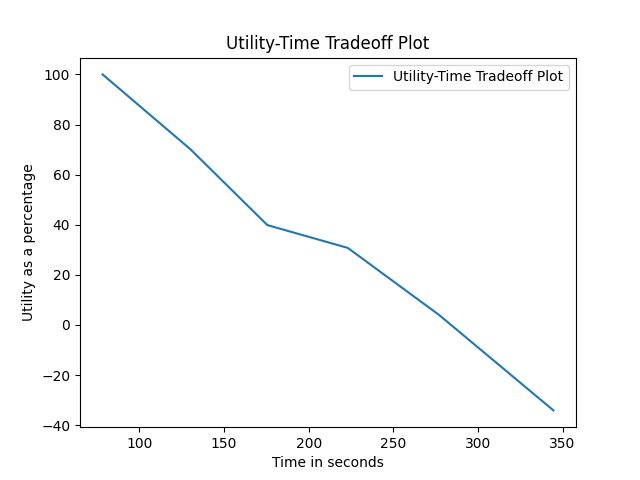 Utility-Time Tradeoff Plot
Utility-Time Tradeoff Plot
100
80
60
40
20
0
−20
−40
Utility as a percentage
100 150 200 250 300 350
Time in seconds